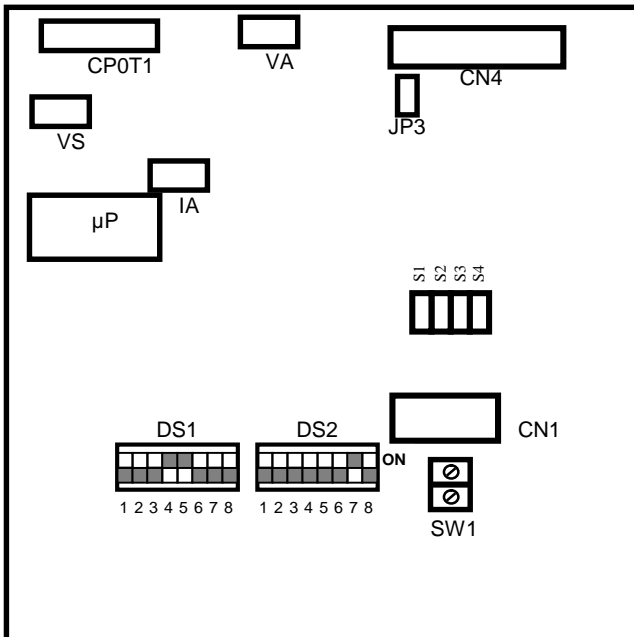 CP0T1
VA
CN4
VS
JP3
IA
µP
S1 S2 S3 S4
DS1
DS2
CN1
ON
1 2 3 4 5 6 7 8
1 2 3 4 5 6 7 8
SW1